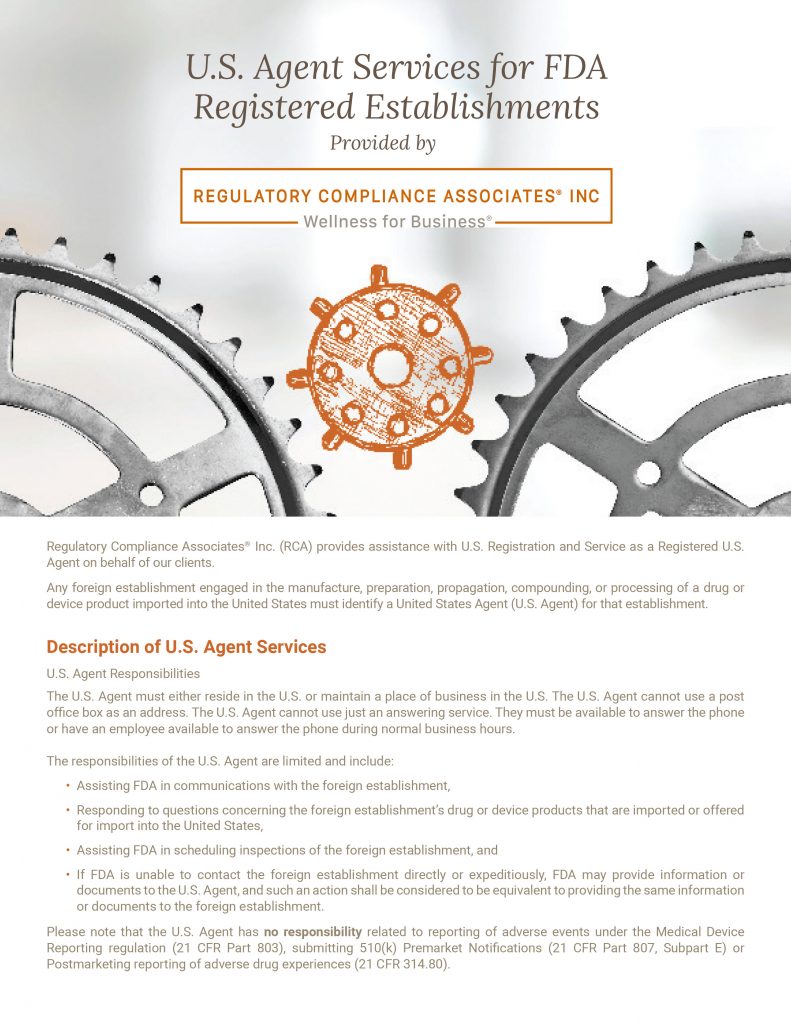 U.S. Agent Services for FDA
Registered Establishments
Provided by
REGULATORY COMPLIANCE ASSOCIATES® INC
Wellness for Business®
Regulatory Compliance Associates® Inc. (RCA) provides assistance with U.S. Registration and Service as a Registered U.S.
Agent on behalf of our clients.
Any foreign establishment engaged in the manufacture, preparation, propagation, compounding, or processing of a drug or
device product imported into the United States must identify a United States Agent (U.S. Agent) for that establishment.
Description of U.S. Agent Services
U.S. Agent Responsibilities
The U.S. Agent must either reside in the U.S. or maintain a place of business in the U.S. The U.S. Agent cannot use a post
office box as an address. The U.S. Agent cannot use just an answering service. They must be available to answer the phone
or have an employee available to answer the phone during normal business hours.
The responsibilities of the U.S. Agent are limited and include:
• Assisting FDA in communications with the foreign establishment,
• Responding to questions concerning the foreign establishment's drug or device products that are imported or offered
for import into the United States,
• Assisting FDA in scheduling inspections of the foreign establishment, and
• If FDA is unable to contact the foreign establishment directly or expeditiously, FDA may provide information or
documents to the U.S. Agent, and such an action shall be considered to be equivalent to providing the same information
or documents to the foreign establishment.
Please note that the U.S. Agent has no responsibility related to reporting of adverse events under the Medical Device
Reporting regulation (21 CFR Part 803), submitting 510(k) Premarket Notifications (21 CFR Part 807, Subpart E) or
Postmarketing reporting of adverse drug experiences (21 CFR 314.80).